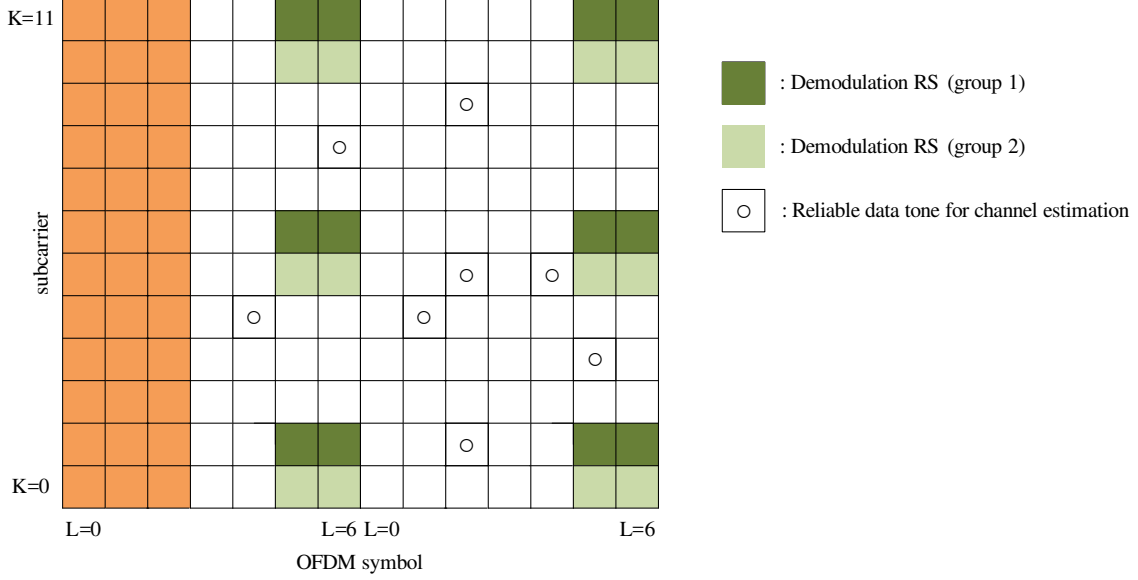 K=11
: Demodulation RS (group 1)
: Demodulation RS (group 2)
: Reliable data tone for channel estimation
subcarrier
K=0
L=0
L=6
L=0
L=6
OFDM symbol